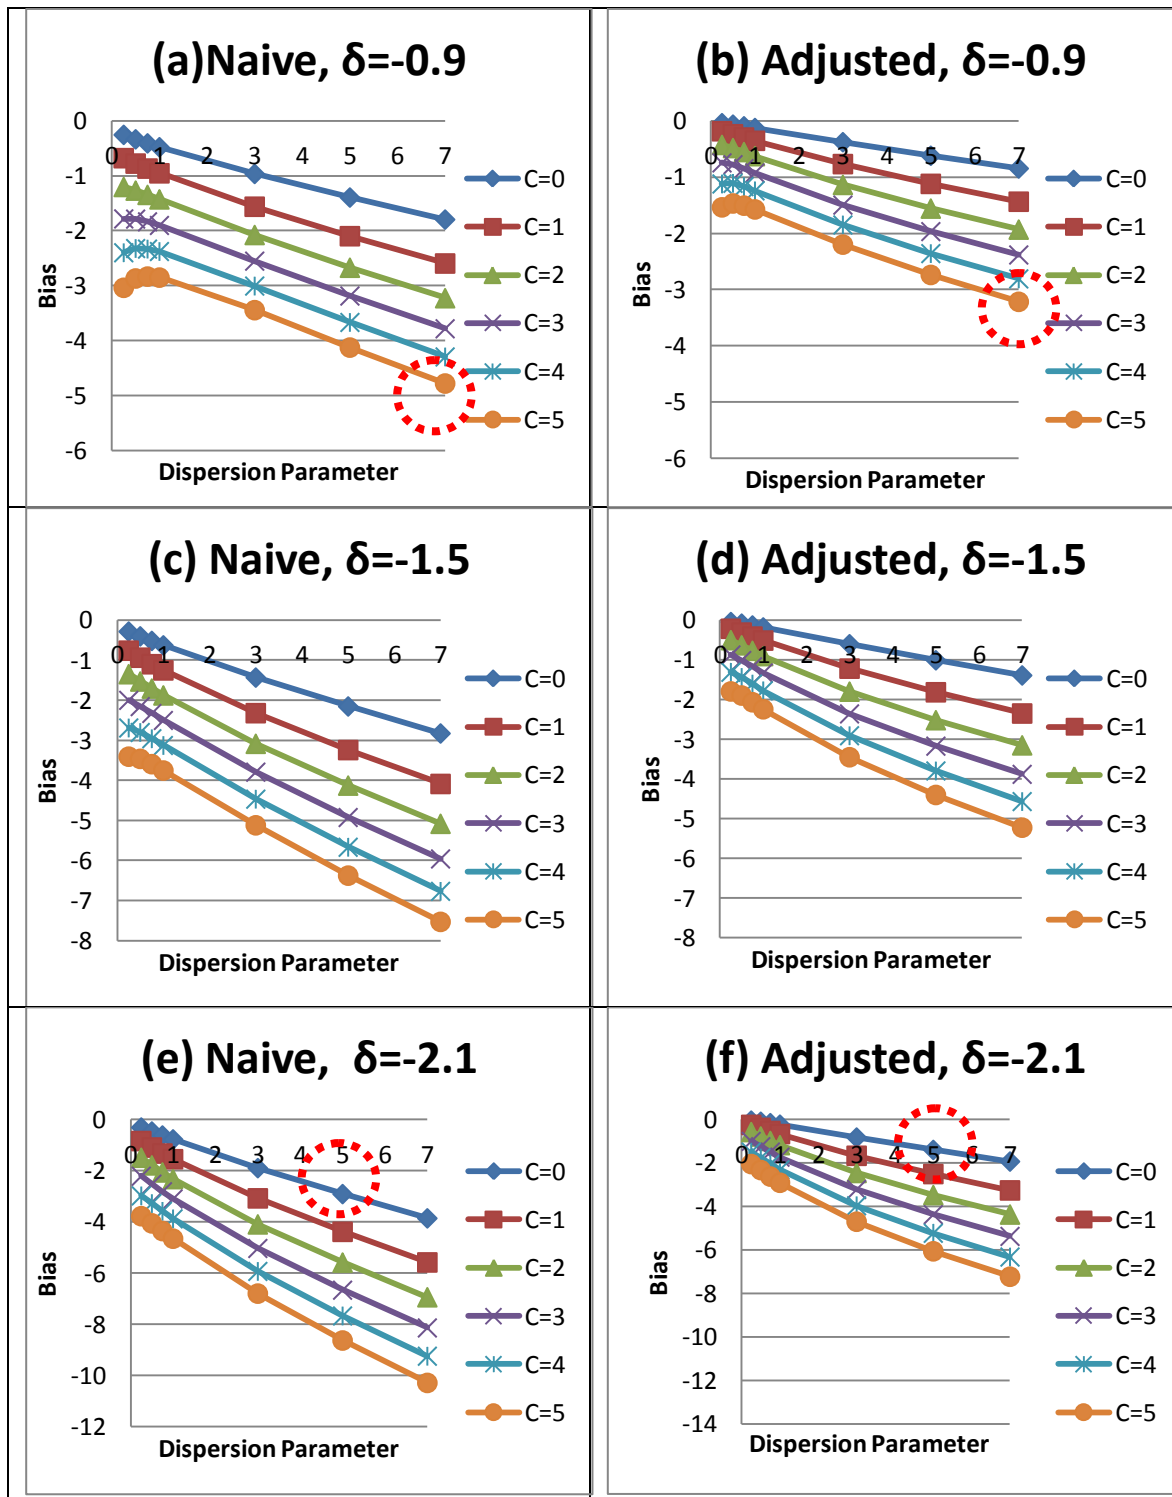 (a)Naive, δ=-0.9
0
0 1 2 3 4 5 6 7
-1
-2
-3
-4
-5
-6
Bias
Dispersion Parameter
C=0
C=1
C=2
C=3
C=4
C=5
(b) Adjusted, δ=-0.9
0
0 1 2 3 4 5 6 7
-1
-2
-3
-4
-5
-6
Bias
Dispersion Parameter
C=0
C=1
C=2
C=3
C=4
C=5
(c) Naive, δ=-1.5
0
0 1 2 3 4 5 6 7
-1
-2
-3
-4
-5
-6
-7
-8
Bias
Dispersion Parameter
C=0
C=1
C=2
C=3
C=4
C=5
(d) Adjusted, δ=-1.5
0
0 1 2 3 4 5 6 7
-1
-2
-3
-4
-5
-6
-7
-8
Bias
Dispersion Parameter
C=0
C=1
C=2
C=3
C=4
C=5
(e) Naive, δ=-2.1
0
0 1 2 3 4 5 6 7
-2
-4
-6
-8
-10
-12
Bias
Dispersion Parameter
C=0
C=1
C=2
C=3
C=4
C=5
(f) Adjusted, δ=-2.1
0
0 1 2 3 4 5 6 7
-2
-4
-6
-8
-10
-12
-14
Bias
Dispersion Parameter
C=0
C=1
C=2
C=3
C=4
C=5